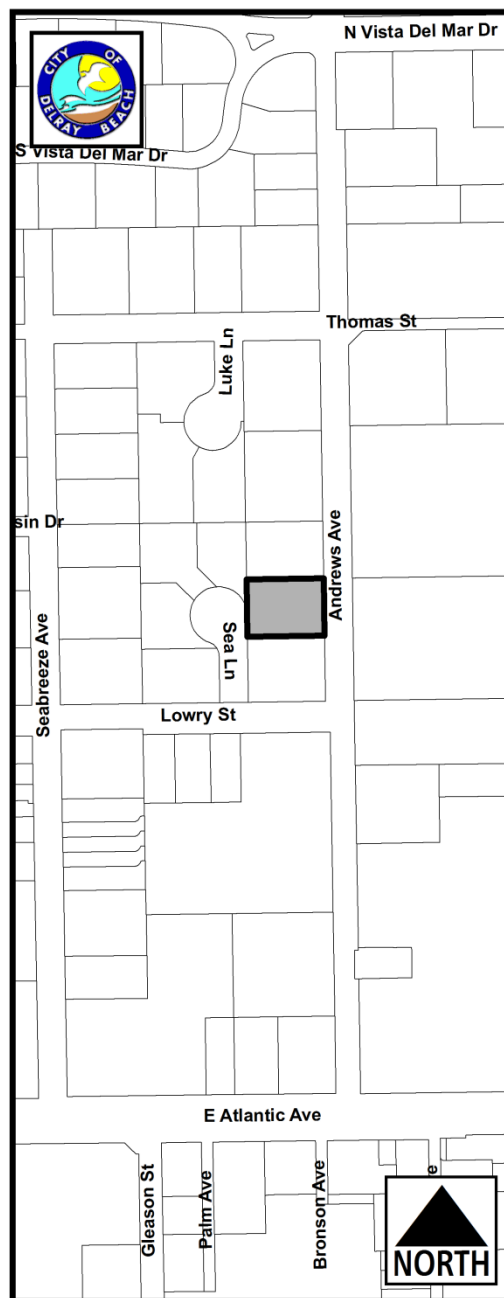 N Vista Del Mar Dr
CITY OF
DELRAY BEACH
S Vista Del Mar Dr
Thomas St
Luke Ln
sin Dr
Andrews Ave
Seabreeze Ave
Sea Ln
Lowry St
E Atlantic Ave
Gleason St
Palm Ave
Bronson Ave
e
NORTH